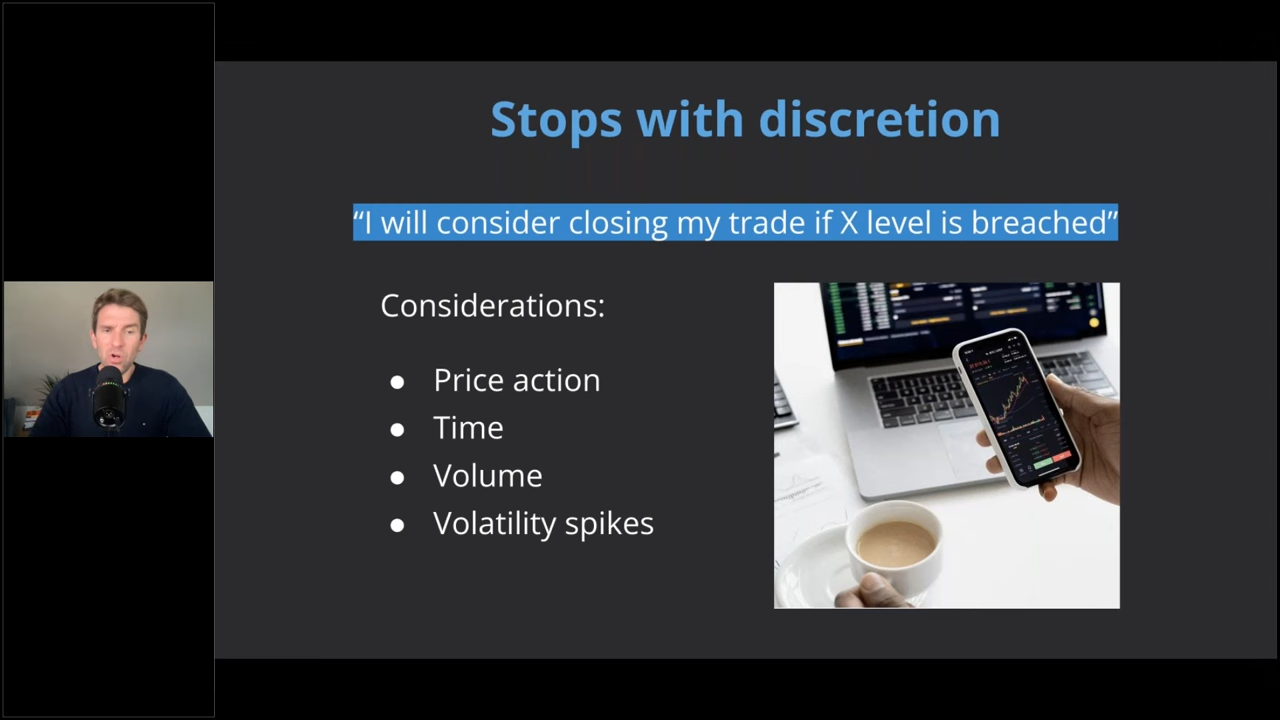 Stops with discretion
“I will consider closing my trade if X level is breached”
Considerations:
● Price action
● Time
● Volume
● Volatility spikes